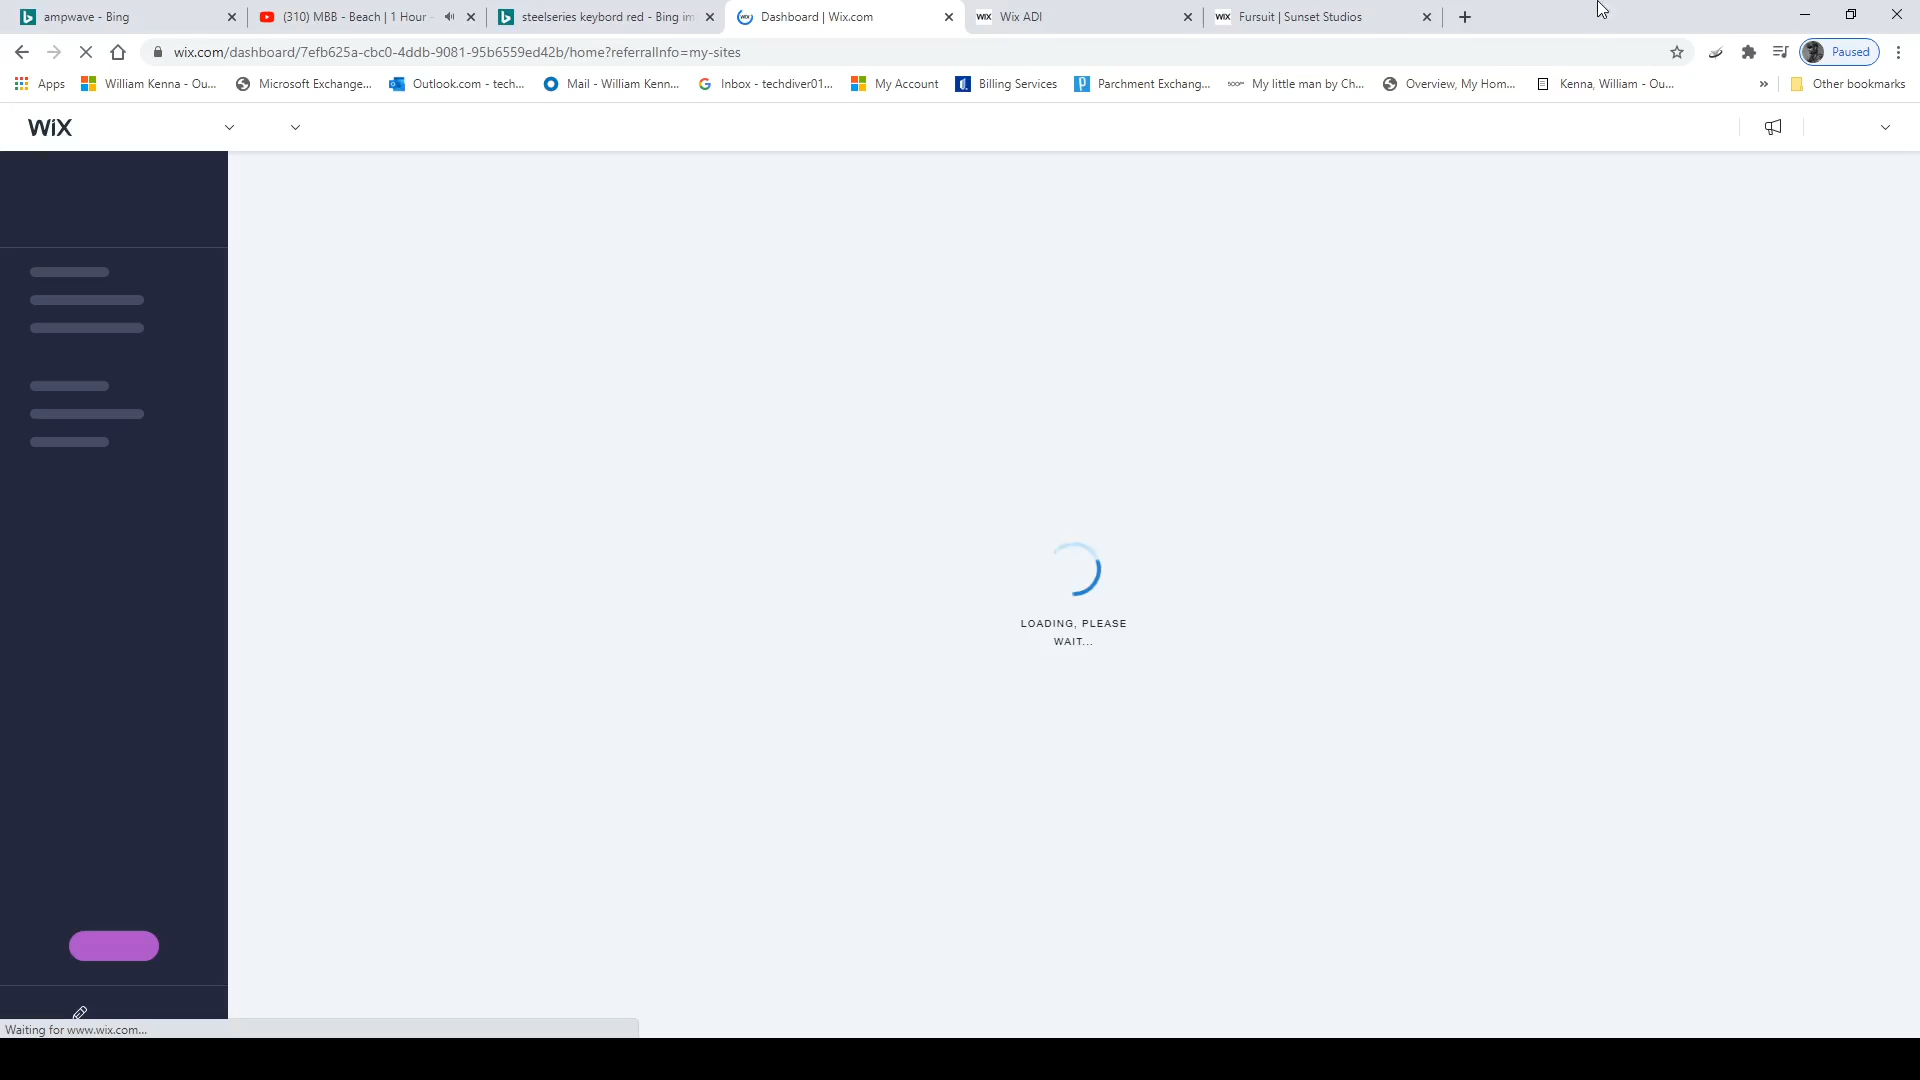 ampwave - Bing
(310) MBB - Beach | 1 Hour
steelseries keybord red - Bing im
Dashboard | Wix.com
WIX Wix ADI
WIX Fursuit | Sunset Studios
wix.com/dashboard/7efb625a-cbc0-4ddb-9081-95b6559ed42b/home?referralInfo=my-sites
Paused
Apps
William Kenna - Ou...
Microsoft Exchange...
Outlook.com - tech...
Mail - William Kenn...
Inbox - techdiver01...
My Account
Billing Services
Parchment Exchang...
My little man by Ch...
Overview, My Hom...
Kenna, William - Ou...
»
Other bookmarks
WiX
LOADING, PLEASE
WAIT...
Waiting for www.wix.com...